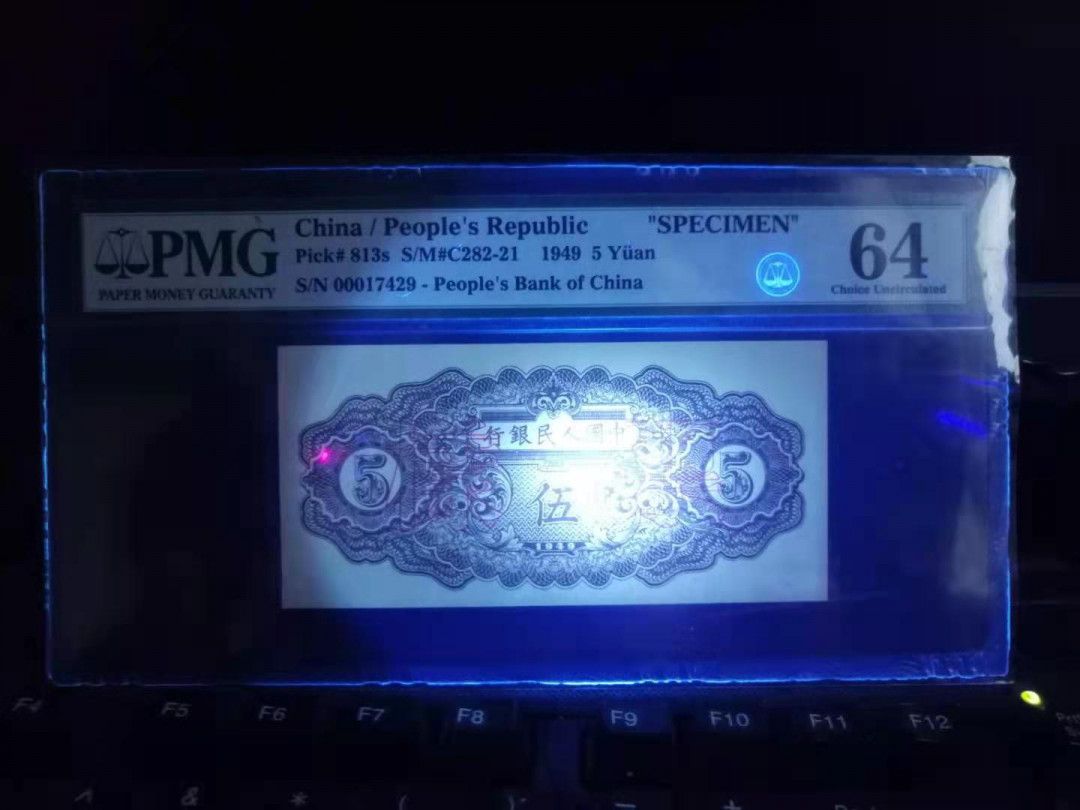 PMG
PAPER MONEY GUARANTY
China / People's Republic "SPECIMEN"
Pick# 813s S/M#C282-21 1949 5 Yüan
S/N 00017429 - People's Bank of China
64
Choice Uncirculated
行銀民人國中
5 伍 5
1949
F4 F5 F6 F7 F8 F9 F10 F11 F12
^ & * ( ) — +